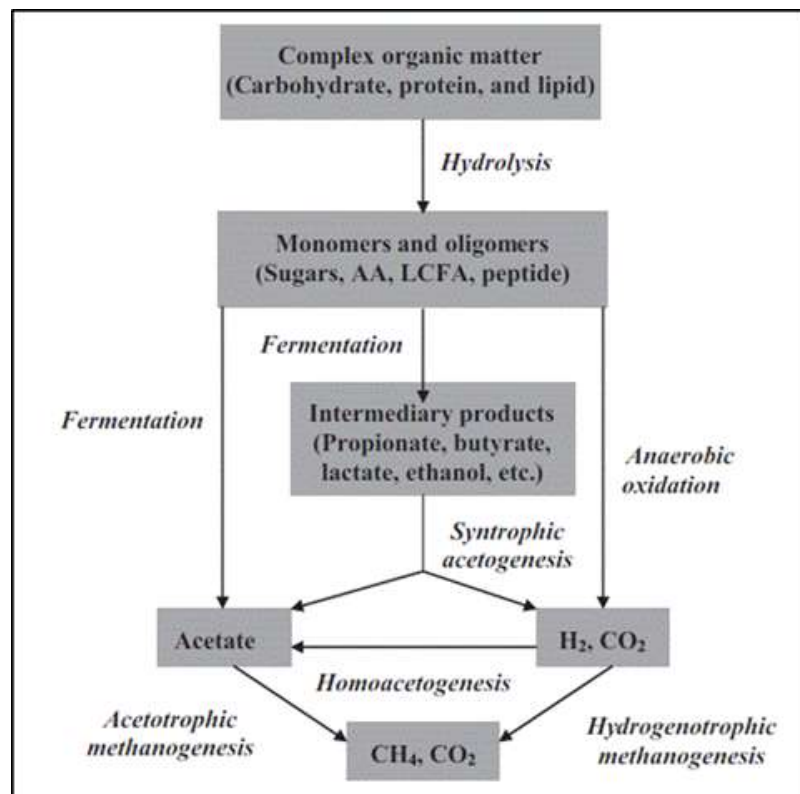 Complex organic matter
(Carbohydrate, protein, and lipid)
Hydrolysis
Monomers and oligomers
(Sugars, AA, LCFA, peptide)
Fermentation
Fermentation
Intermediary products
(Propionate, butyrate,
lactate, ethanol, etc.)
Anaerobic
oxidation
Syntrophic
acetogenesis
Acetate
H₂, CO₂
Homoacetogenesis
Acetotrophic
methanogenesis
Hydrogenotrophic
methanogenesis
CH₄, CO₂